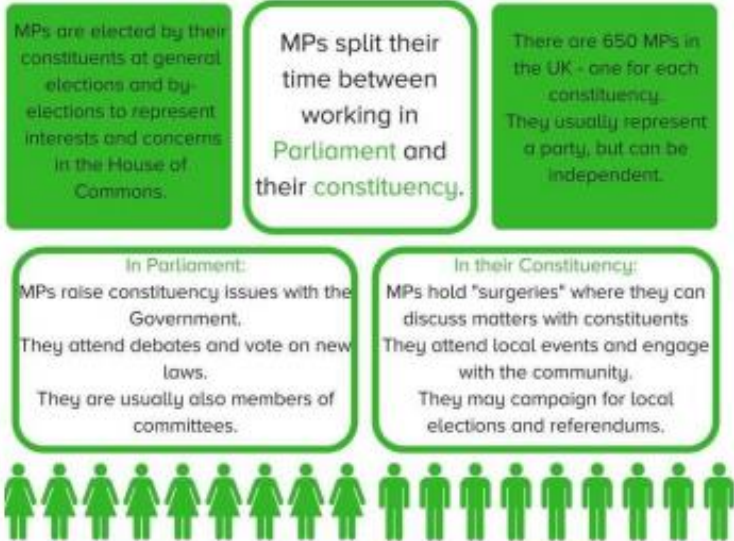 MPs are elected by their
constituents at general
elections and by-
elections to represent
interests and concerns
in the House of
Commons.
MPs split their
time between
working in
Parliament and
their constituency.
There are 650 MPs in
the UK - one for each
constituency.
They usually represent
a party, but can be
independent.
In Parliament:
MPs raise constituency issues with the
Government.
They attend debates and vote on new
laws.
They are usually also members of
committees.
In their Constituency:
MPs hold "surgeries" where they can
discuss matters with constituents
They attend local events and engage
with the community.
They may campaign for local
elections and referendums.